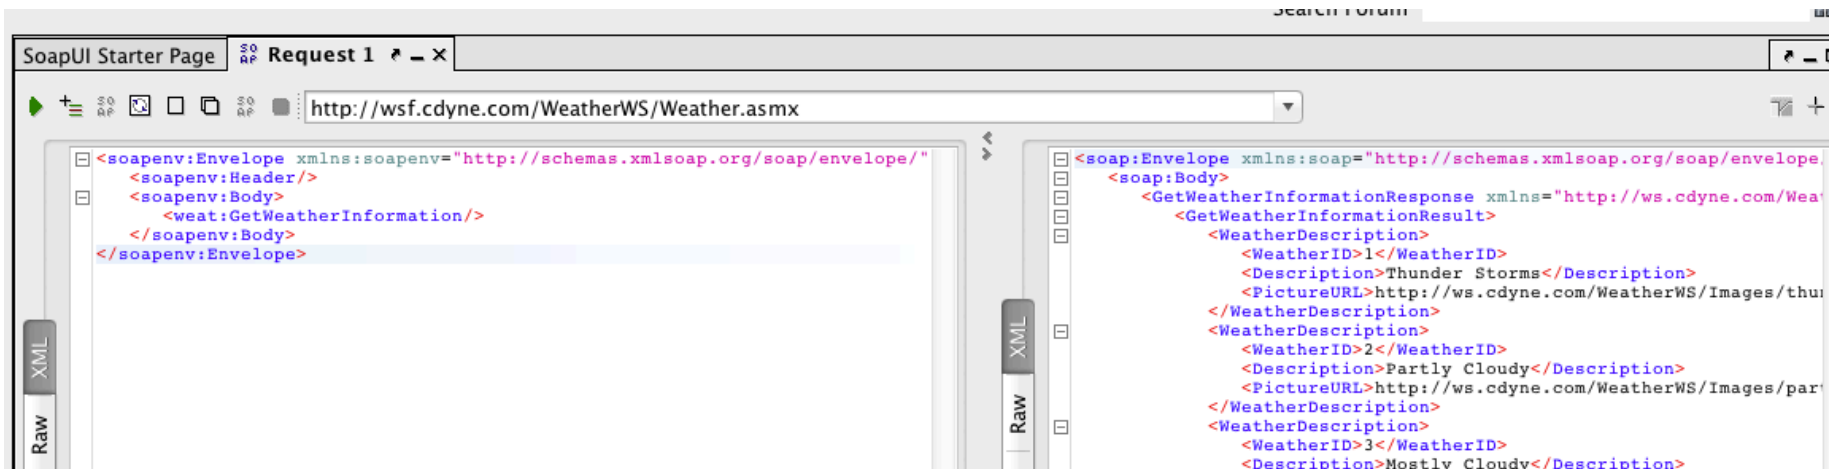 Search Forum
SoapUI Starter Page
SO AP Request 1
http://wsf.cdyne.com/WeatherWS/Weather.asmx
<soapenv:Envelope xmlns:soapenv="http://schemas.xmlsoap.org/soap/envelope/"
<soapenv:Header/>
<soapenv:Body>
<weat:GetWeatherInformation/>
</soapenv:Body>
</soapenv:Envelope>
XML
Raw
<soap:Envelope xmlns:soap="http://schemas.xmlsoap.org/soap/envelope
<soap:Body>
<GetWeatherInformationResponse xmlns="http://ws.cdyne.com/Wea
<GetWeatherInformationResult>
<WeatherDescription>
<WeatherID>1</WeatherID>
<Description>Thunder Storms</Description>
<PictureURL>http://ws.cdyne.com/WeatherWS/Images/thu
</WeatherDescription>
<WeatherDescription>
<WeatherID>2</WeatherID>
<Description>Partly Cloudy</Description>
<PictureURL>http://ws.cdyne.com/WeatherWS/Images/par
</WeatherDescription>
<WeatherDescription>
<WeatherID>3</WeatherID>
<Description>Mostly Cloudy</Description>
XML
Raw